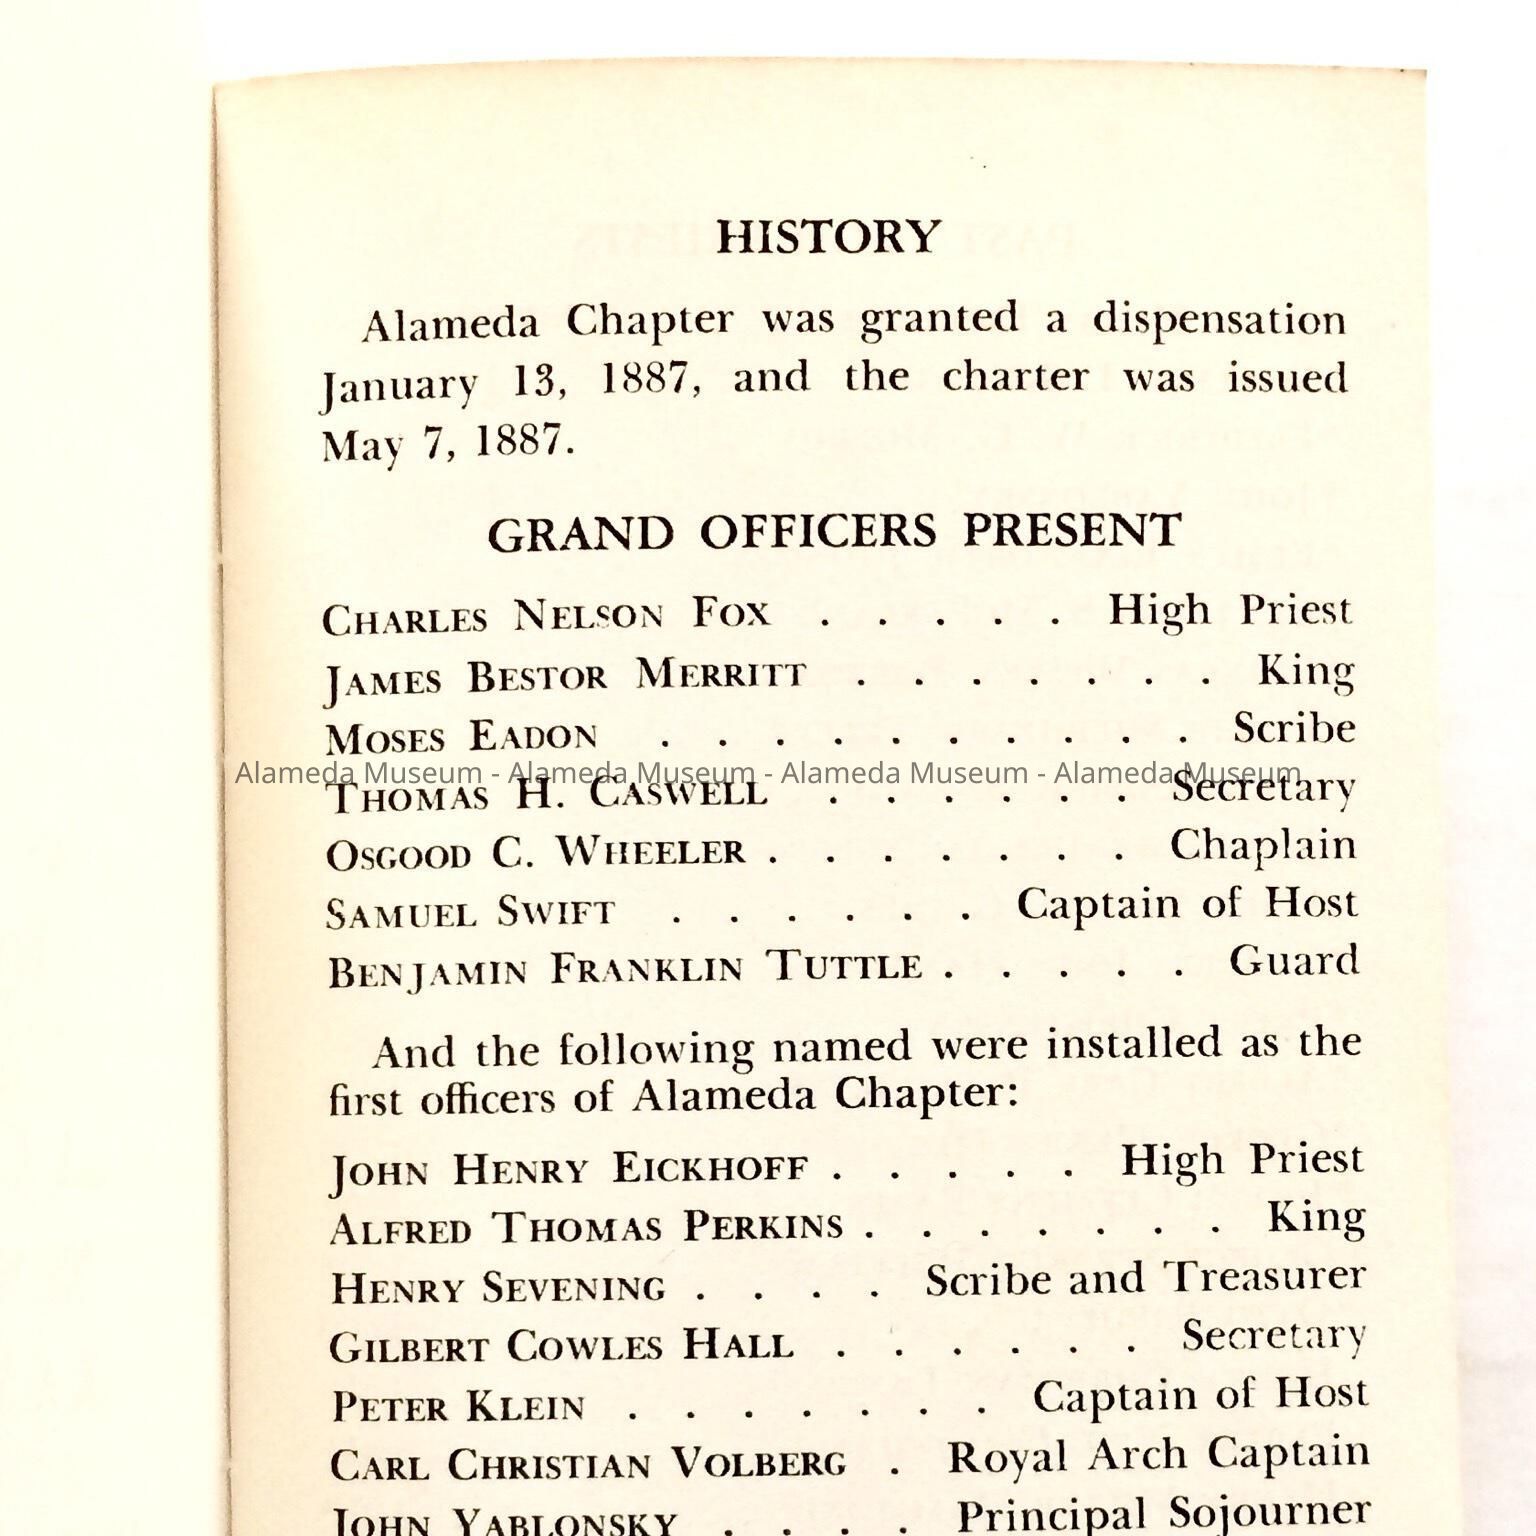 HISTORY
Alameda Chapter was granted a dispensation
January 13, 1887, and the charter was issued
May 7, 1887.
GRAND OFFICERS PRESENT
CHARLES NELSON FOX . . . . . High Priest
JAMES BESTOR MERRITT . . . . . . . King
MOSES EADON . . . . . . . . . . Scribe
Alameda Museum - Alameda Museum - Alameda Museum - Alameda Museum
THOMAS H. CASWELL . . . . . . Secretary
OSGOOD C. WHEELER . . . . . . . Chaplain
SAMUEL SWIFT . . . . . . Captain of Host
BENJAMIN FRANKLIN TUTTLE . . . . . Guard
And the following named were installed as the
first officers of Alameda Chapter:
JOHN HENRY EICKHOFF . . . . . High Priest
ALFRED THOMAS PERKINS . . . . . . . King
HENRY SEVENING . . . . Scribe and Treasurer
GILBERT COWLES HALL . . . . . . Secretary
PETER KLEIN . . . . . . . Captain of Host
CARL CHRISTIAN VOLBERG . Royal Arch Captain
JOHN YABLONSKY . . . . Principal Sojourner